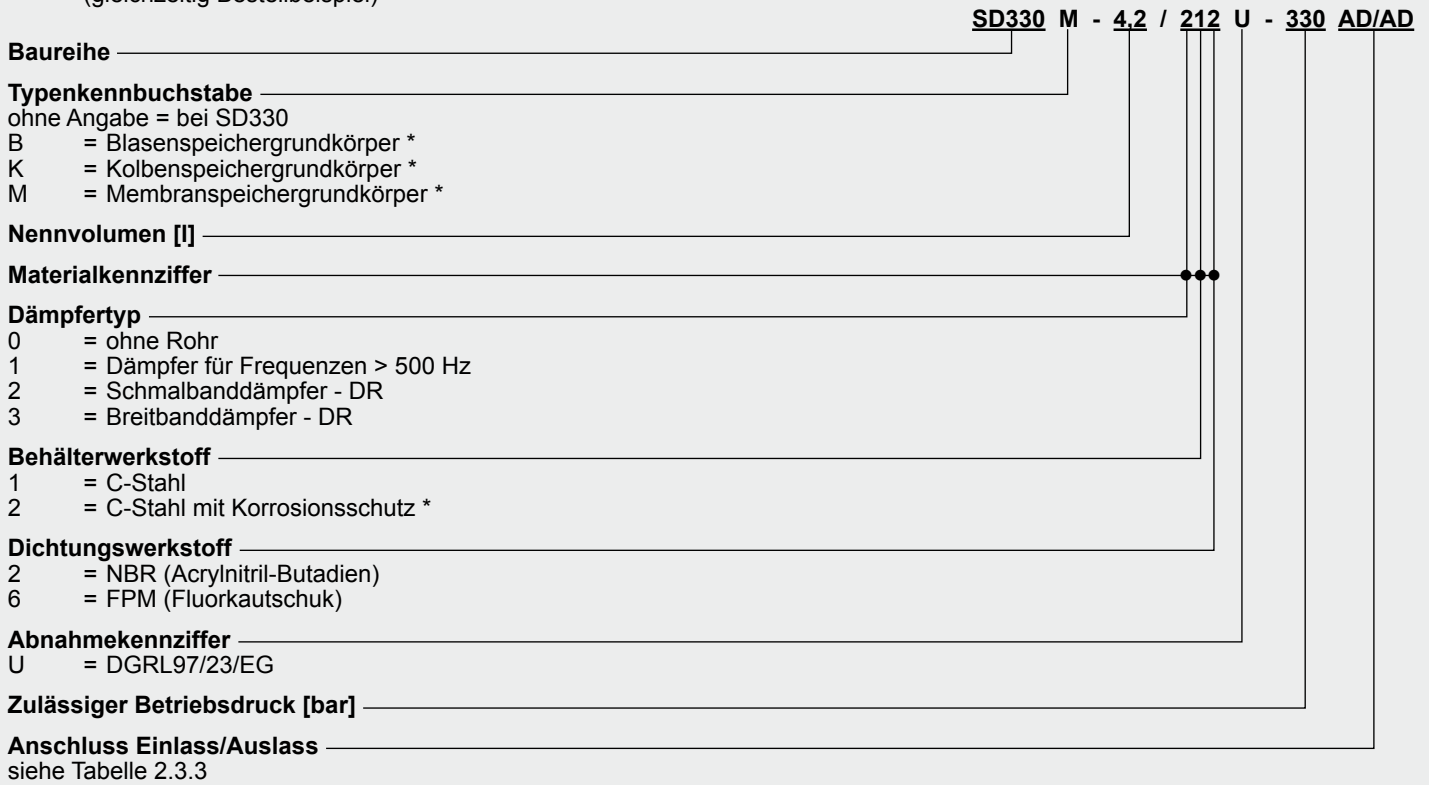 (gleichzeitig Bestellbeispiel)
SD330 M - 4,2 / 212 U - 330 AD/AD
Baureihe
Typenkennbuchstabe
ohne Angabe = bei SD330
B = Blasenspeichergrundkörper *
K = Kolbenspeichergrundkörper *
M = Membranspeichergrundkörper *
Nennvolumen [l]
Materialkennziffer
Dämpfertyp
0 = ohne Rohr
1 = Dämpfer für Frequenzen > 500 Hz
2 = Schmalbanddämpfer - DR
3 = Breitbanddämpfer - DR
Behälterwerkstoff
1 = C-Stahl
2 = C-Stahl mit Korrosionsschutz *
Dichtungswerkstoff
2 = NBR (Acrylnitril-Butadien)
6 = FPM (Fluorkautschuk)
Abnahmekennziffer
U = DGRL97/23/EG
Zulässiger Betriebsdruck [bar]
Anschluss Einlass/Auslass
siehe Tabelle 2.3.3